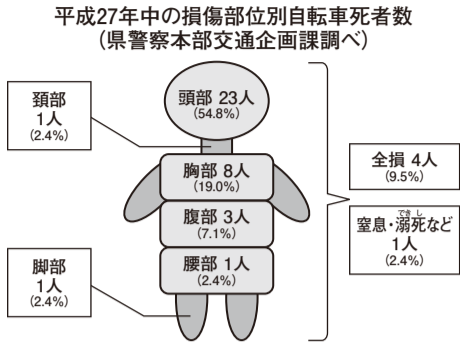 平成27年中の損傷部位別自転車死者数
(県警察本部交通企画課調べ)
頭部 23人
(54.8%)
頚部
1人
(2.4%)
胸部 8人
(19.0%)
腹部 3人
(7.1%)
腰部 1人
(2.4%)
脚部
1人
(2.4%)
全損 4人
(9.5%)
でき し
窒息・溺死など
1人
(2.4%)